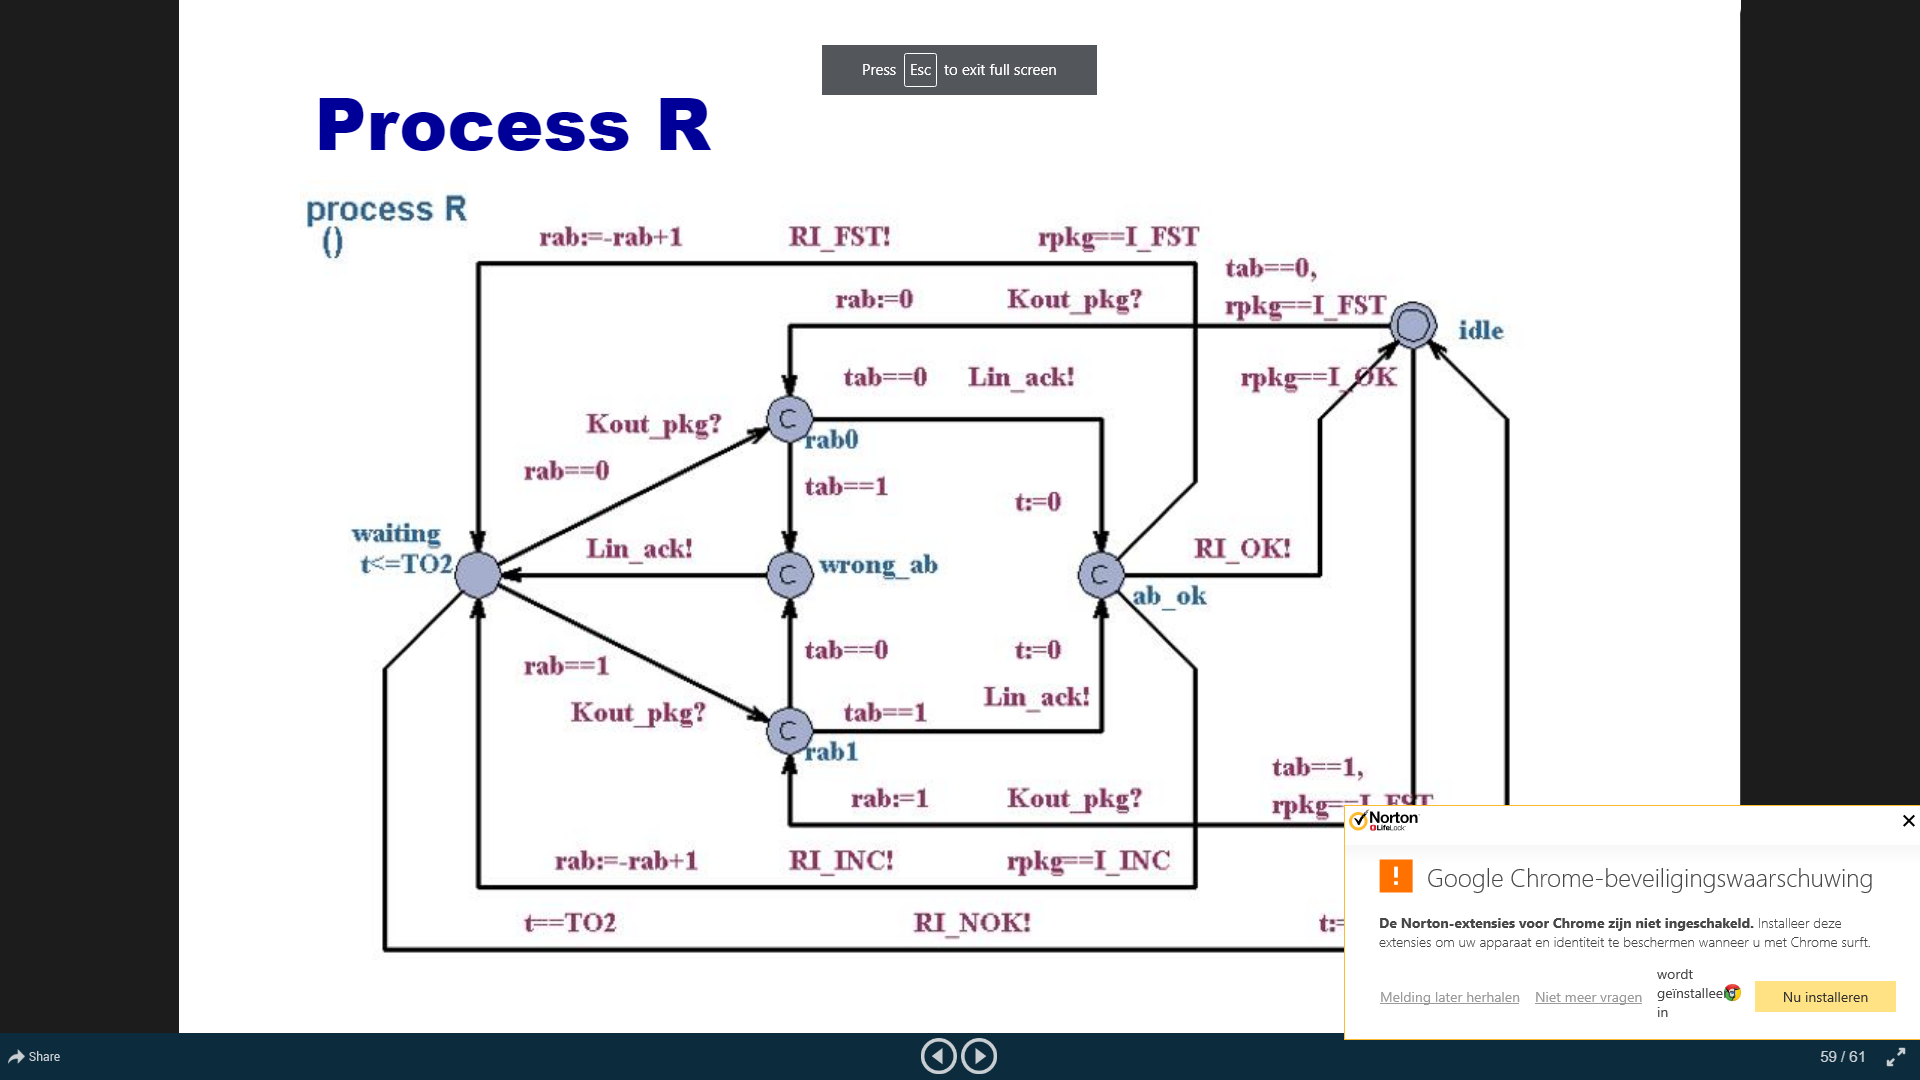 Press Esc to exit full screen
Process R
process R
()
rab:=-rab+1 RI_FST! rpkg==I_FST
tab==0,
rab:=0 Kout_pkg? rpkg==I_FST
idle
tab==0 Lin_ack! rpkg==I_OK
Kout_pkg?
rab0
rab==0
tab==1
t:=0
waiting
Lin_ack! RI_OK!
t<=TO2 wrong_ab
C
C
C
C
ab_ok
tab==0 t:=0
rab==1
Lin_ack!
Kout_pkg? tab==1
rab1
tab==1,
rab:=1 Kout_pkg? rpkg==I_FST
rab:=-rab+1 RI_INC! rpkg==I_INC
t==TO2 RI_NOK! t:=
Norton
LifeLock
Google Chrome-beveiligingswaarschuwing
De Norton-extensies voor Chrome zijn niet ingeschakeld. Installeer deze
extensies om uw apparaat en identiteit te beschermen wanneer u met Chrome surft.
Melding later herhalen Niet meer vragen
wordt
geïnstallee
in
Nu installeren
Share
59 / 61